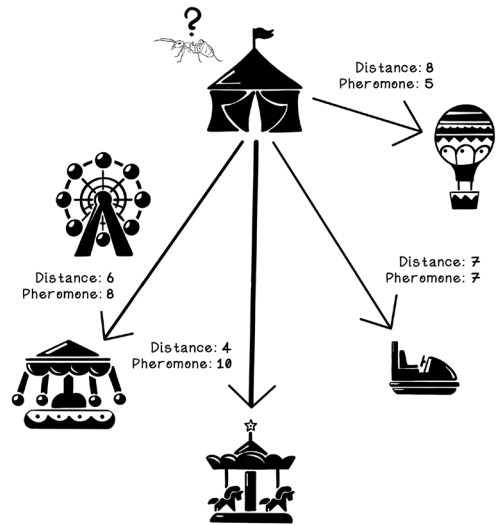 ?
Distance: 8
Pheromone: 5
Distance: 7
Pheromone: 7
Distance: 6
Pheromone: 8
Distance: 4
Pheromone: 10